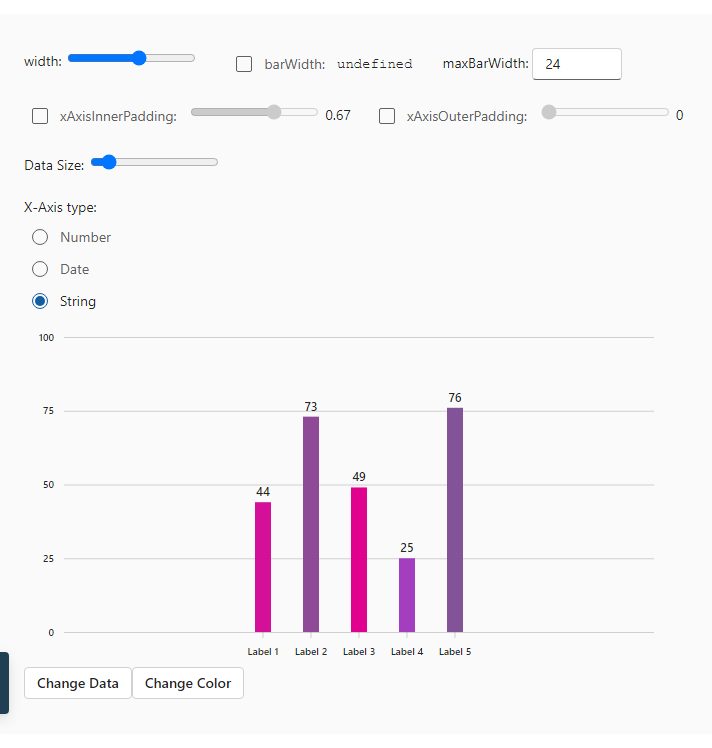 width: barWidth: undefined maxBarWidth: 24
xAxisInnerPadding: 0.67 xAxisOuterPadding: 0
Data Size:
X-Axis type:
Number
Date
String
100
75
50
25
0
44
73
49
25
76
Label 1 Label 2 Label 3 Label 4 Label 5
Change Data Change Color